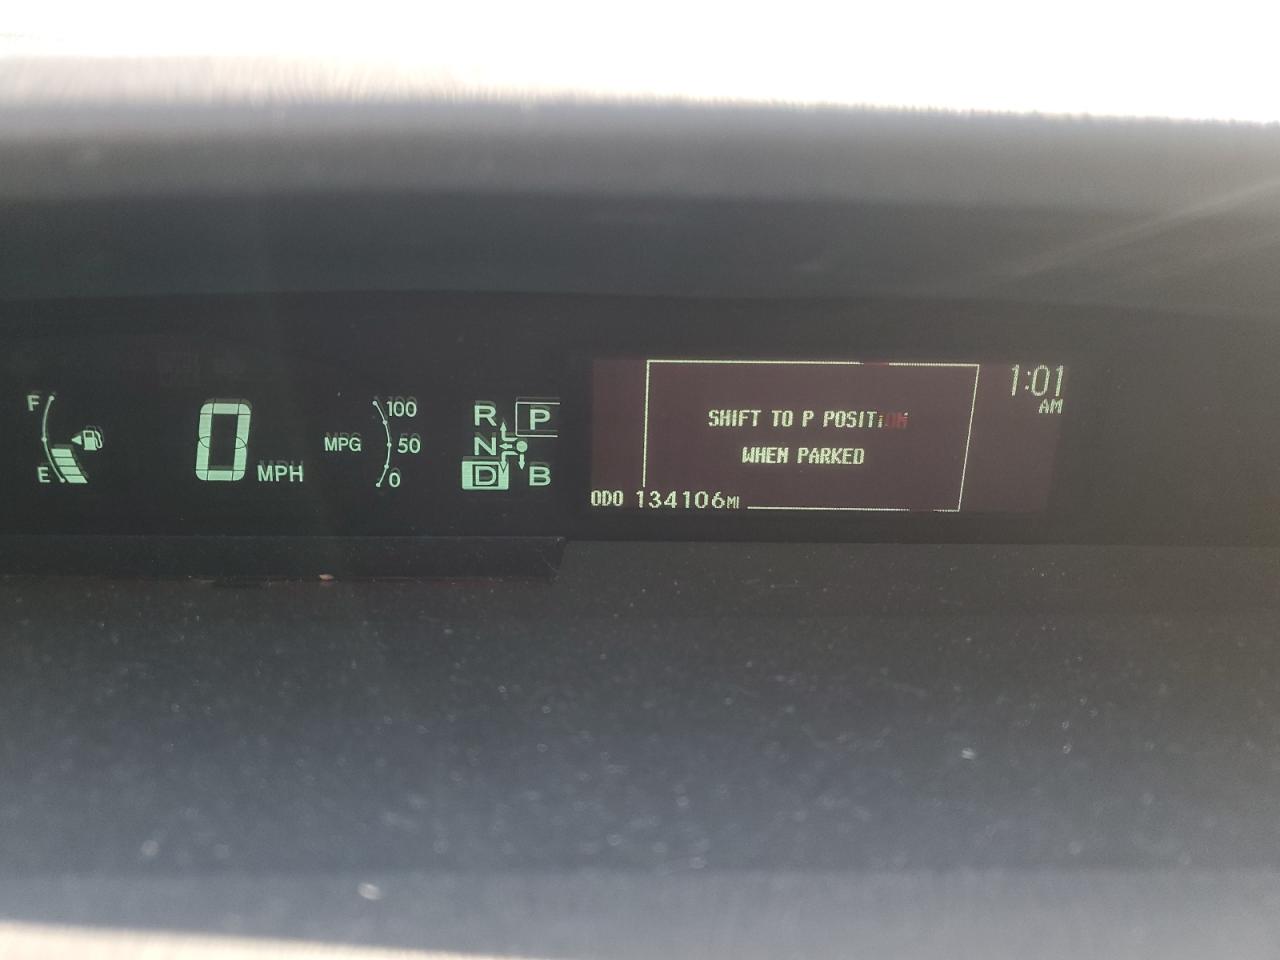 F
E
0 MPH
MPG
100
50
0
R P
N
D B
SHIFT TO P POSITION
WHEN PARKED
ODO 134106MI
1:01
AM